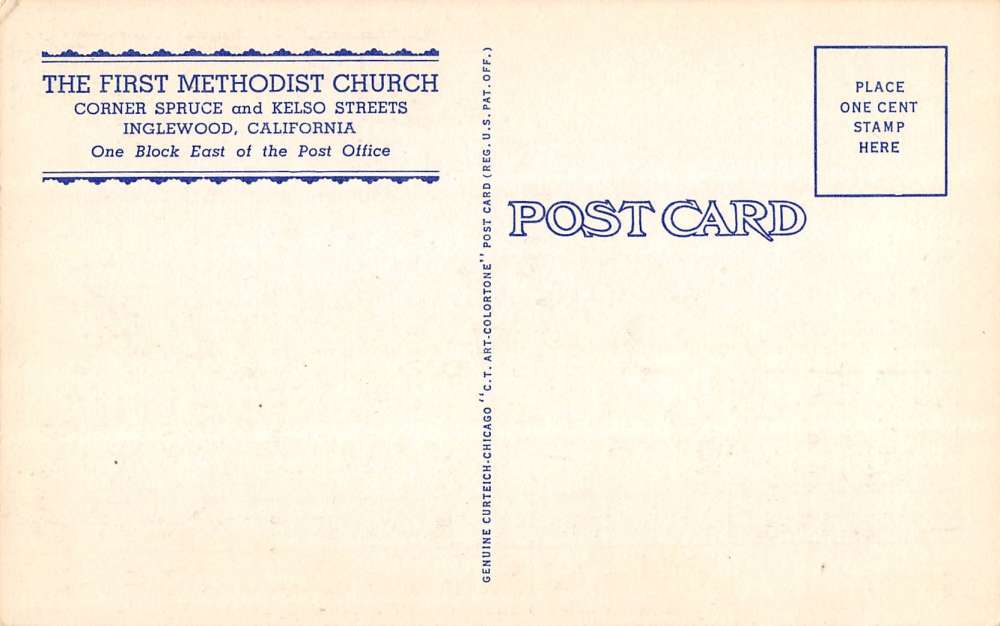 THE FIRST METHODIST CHURCH
CORNER SPRUCE and KELSO STREETS
INGLEWOOD, CALIFORNIA
One Block East of the Post Office
GENUINE CURTEICH-CHICAGO "C.T. ART-COLORTONE" POST CARD (REG. U.S. PAT. OFF.)
POST CARD
PLACE
ONE CENT
STAMP
HERE